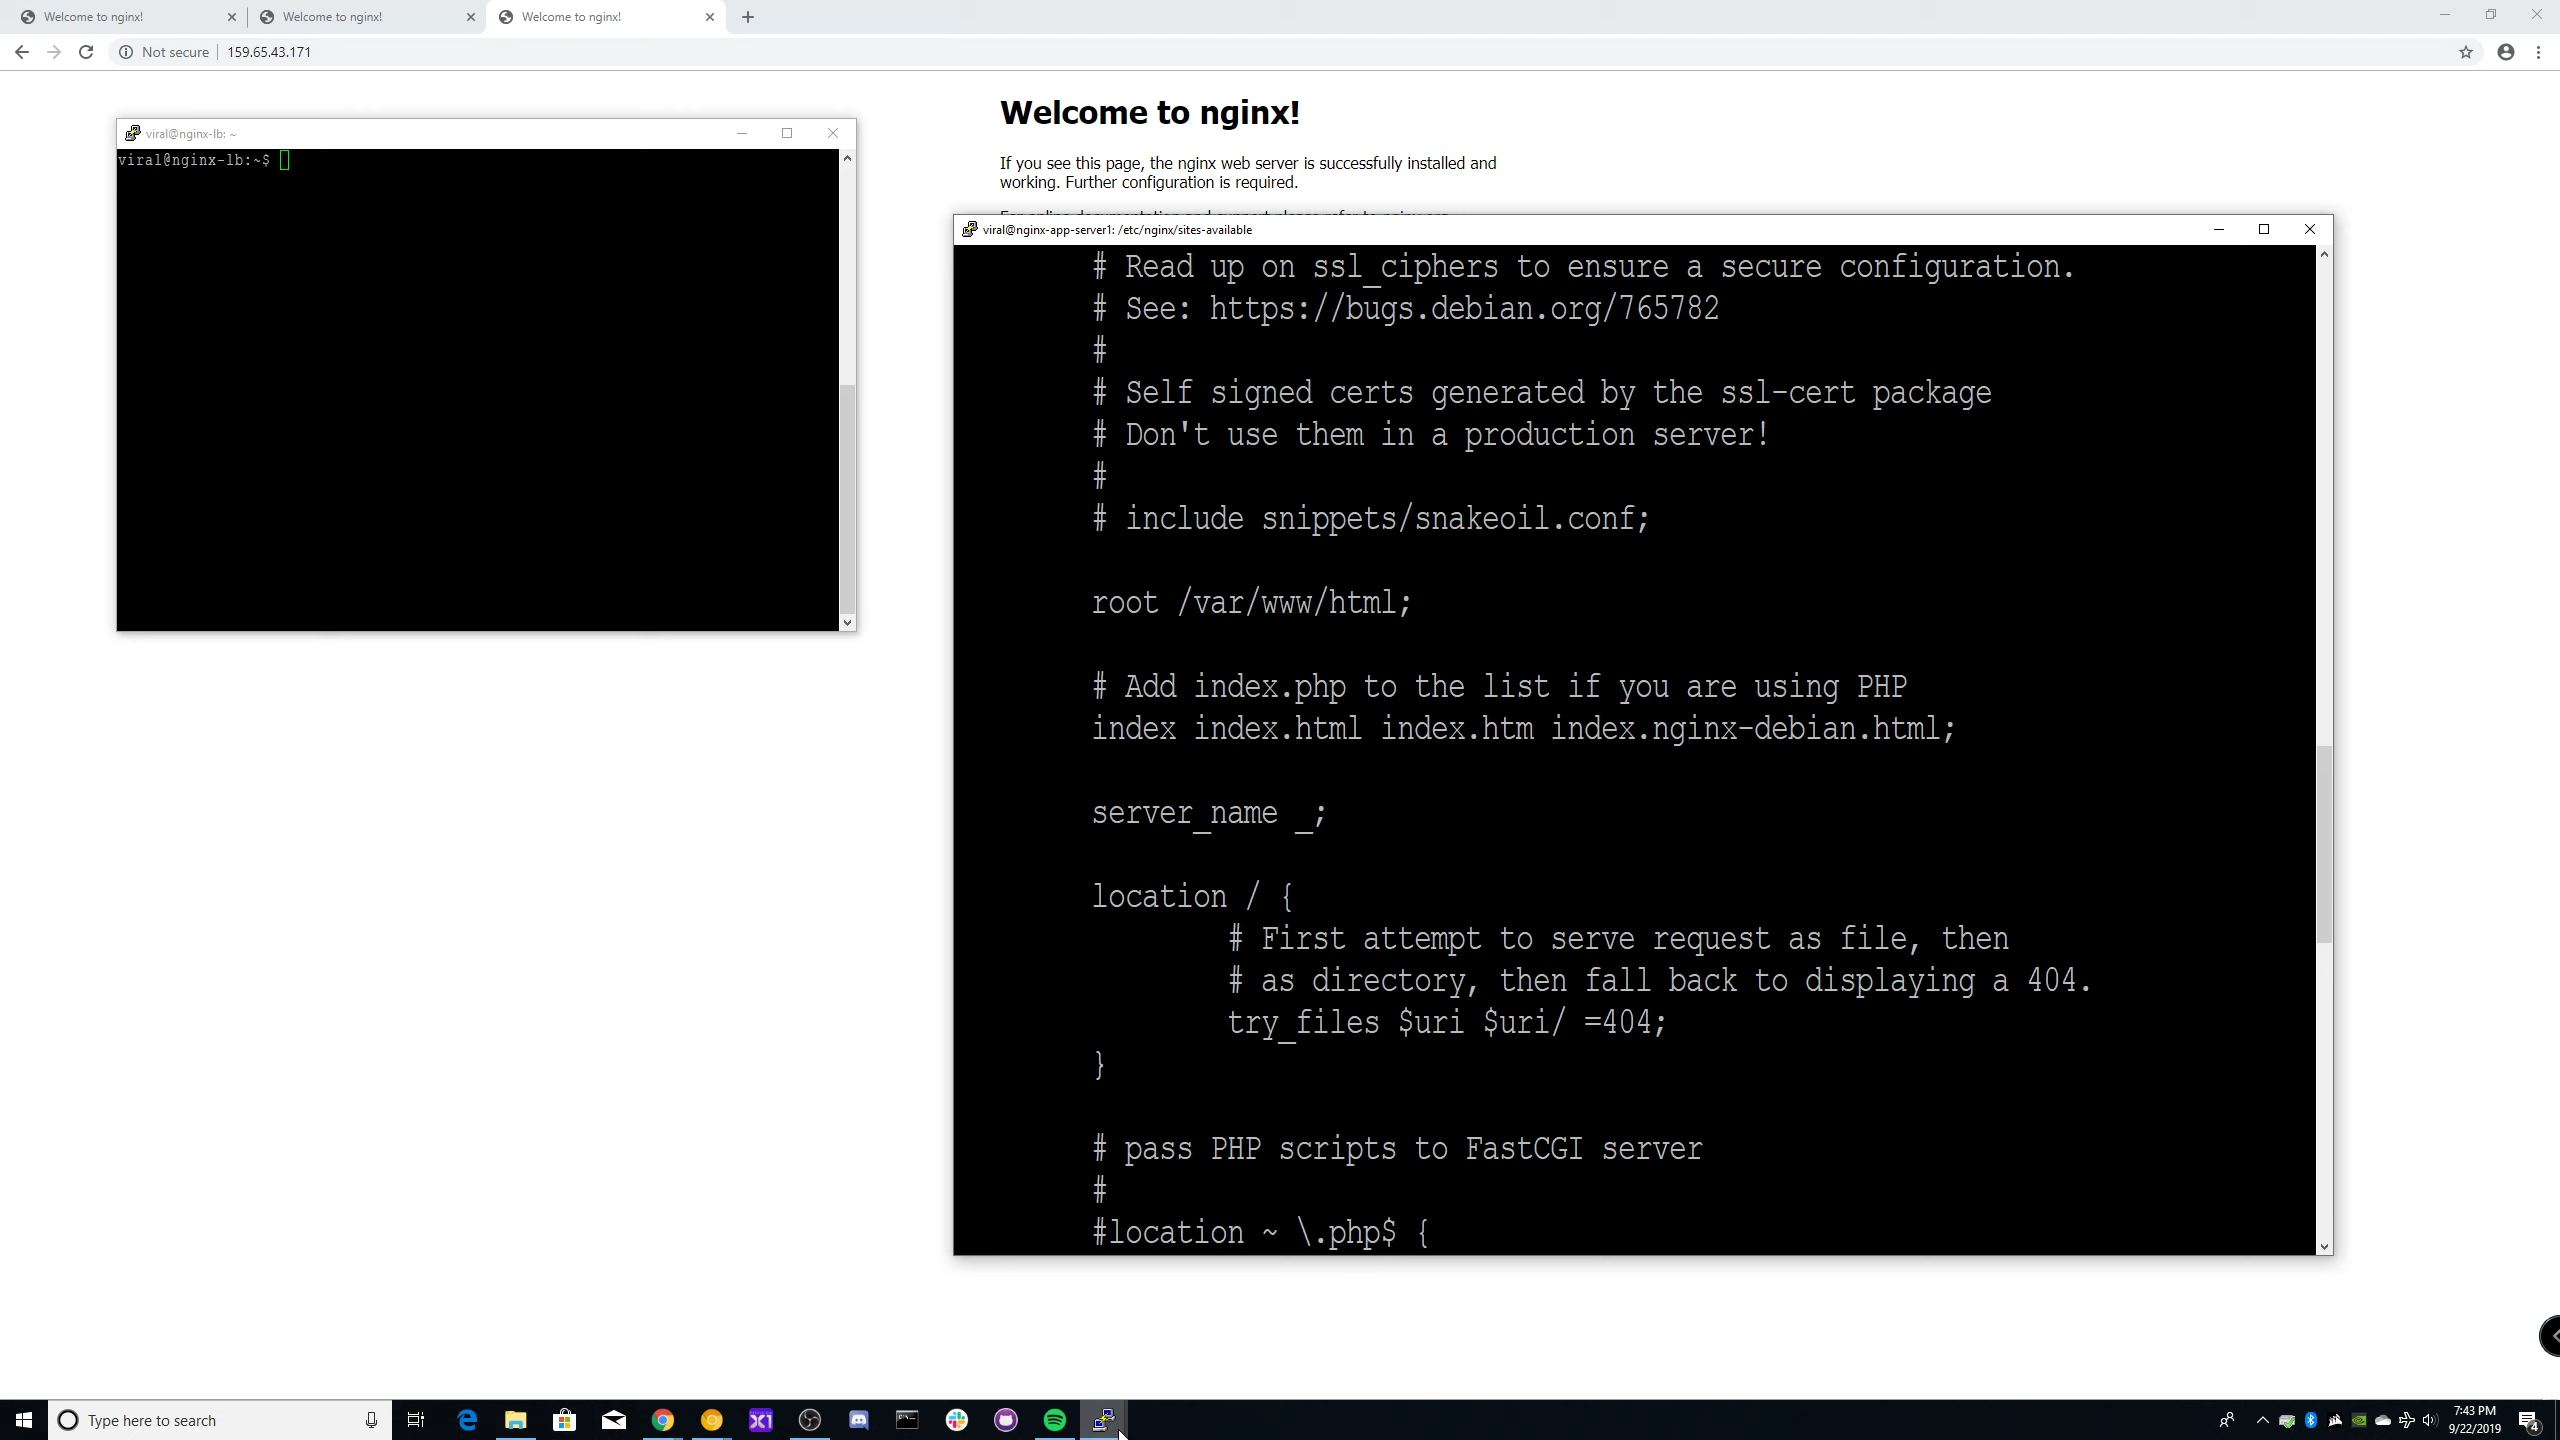 Welcome to nginx!
Welcome to nginx!
Welcome to nginx!
Not secure
159.65.43.171
Welcome to nginx!
If you see this page, the nginx web server is successfully installed and
working. Further configuration is required.
viral@nginx-lb: ~
viral@nginx-lb:~$
viral@nginx-app-server1: /etc/nginx/sites-available
# Read up on ssl_ciphers to ensure a secure configuration.
# See: https://bugs.debian.org/765782
#
# Self signed certs generated by the ssl-cert package
# Don't use them in a production server!
#
# include snippets/snakeoil.conf;
root /var/www/html;
# Add index.php to the list if you are using PHP
index index.html index.htm index.nginx-debian.html;
server_name _;
location / {
# First attempt to serve request as file, then
# as directory, then fall back to displaying a 404.
try_files $uri $uri/ =404;
}
# pass PHP scripts to FastCGI server
#
#location ~ \.php$ {
Type here to search
X1
7:43 PM
9/22/2019
4